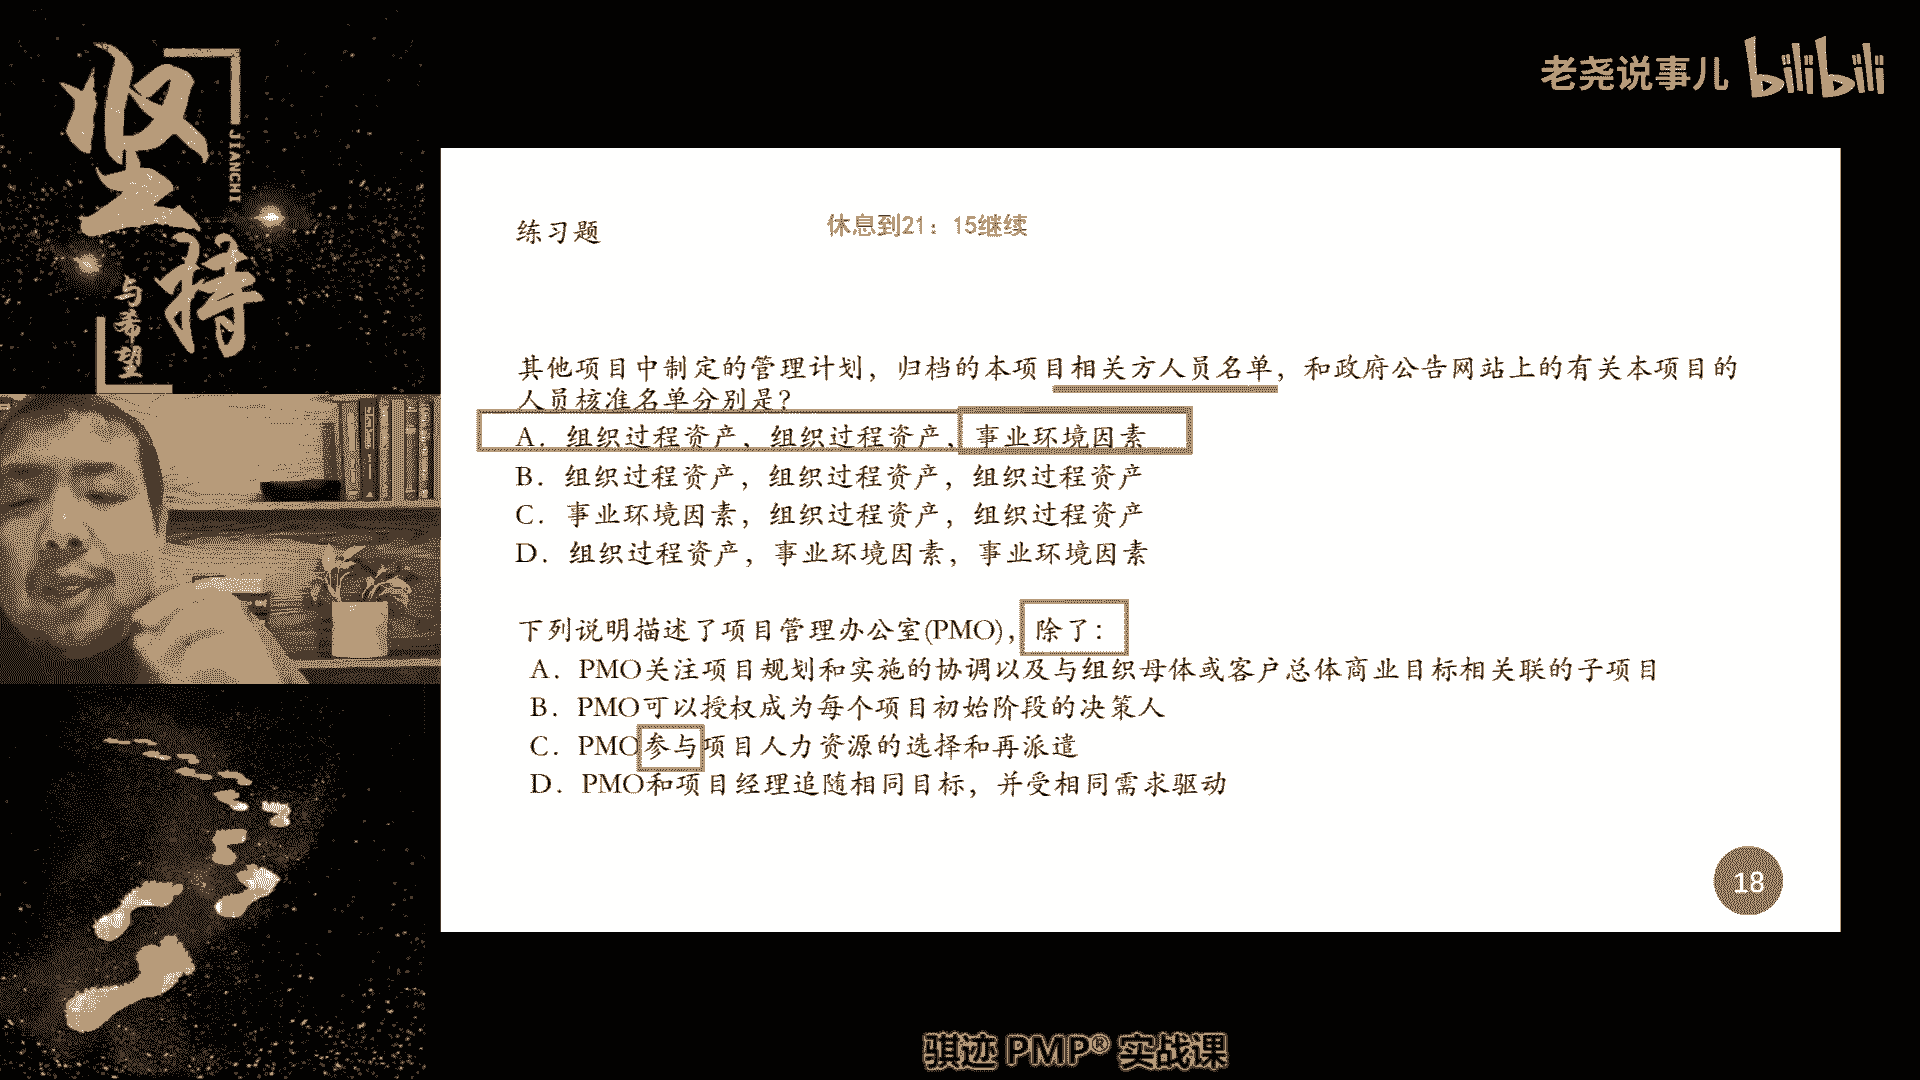 坚持
JIANCHI
与希望
老尧说事儿 bilibili
练习题
休息到21：15继续
其他项目中制定的管理计划，归档的本项目相关方人员名单，和政府公告网站上的有关本项目的
人员核准名单分别是？
A．组织过程资产，组织过程资产，事业环境因素
B．组织过程资产，组织过程资产，组织过程资产
C．事业环境因素，组织过程资产，组织过程资产
D．组织过程资产，事业环境因素，事业环境因素
下列说明描述了项目管理办公室(PMO)，除了：
A．PMO关注项目规划和实施的协调以及与组织母体或客户总体商业目标相关联的子项目
B．PMO可以授权成为每个项目初始阶段的决策人
C．PMO参与项目人力资源的选择和再派遣
D．PMO和项目经理追随相同目标，并受相同需求驱动
18
骐迹 PMP® 实战课